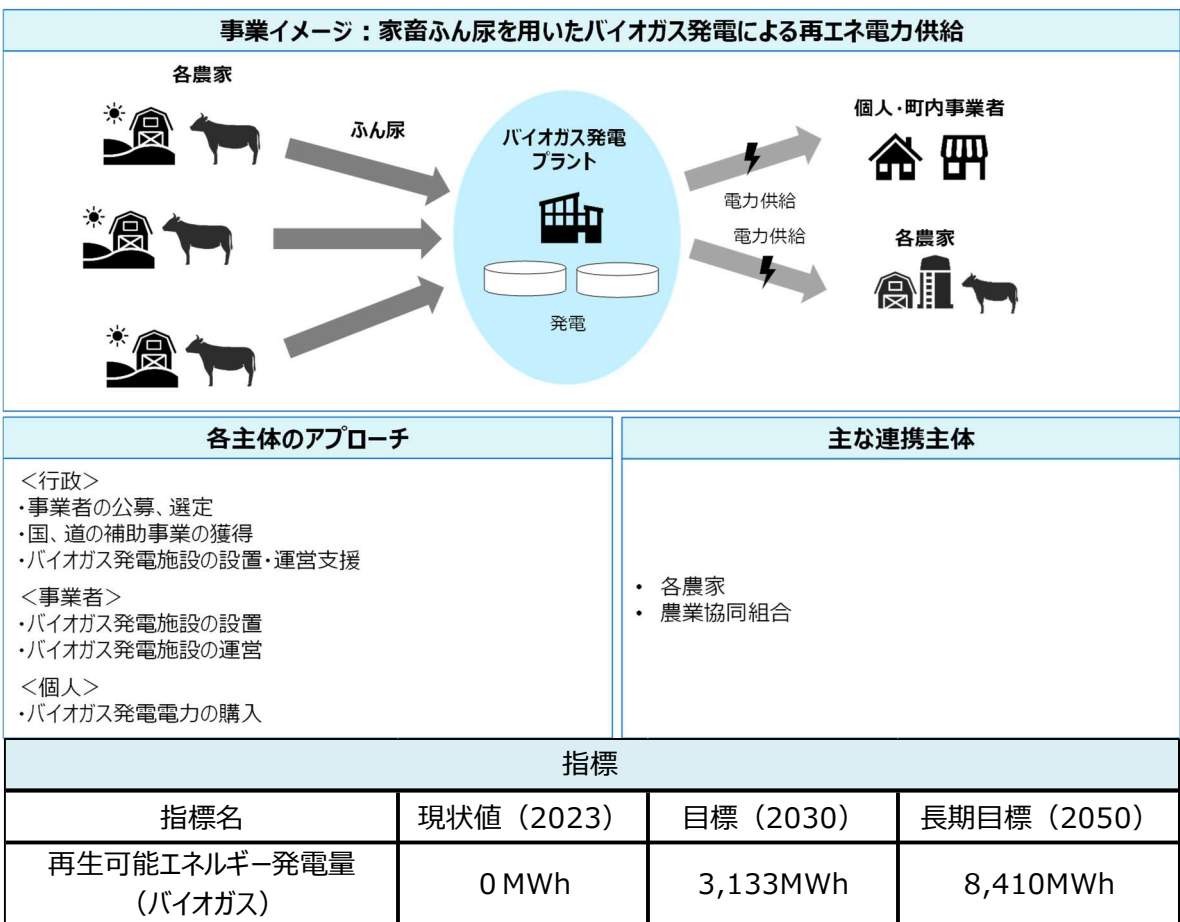 事業イメージ：家畜ふん尿を用いたバイオガス発電による再エネ電力供給
各農家
ふん尿
バイオガス発電
プラント
発電
電力供給
電力供給
個人・町内事業者
各農家
各主体のアプローチ
＜行政＞
・事業者の公募、選定
・国、道の補助事業の獲得
・バイオガス発電施設の設置・運営支援
＜事業者＞
・バイオガス発電施設の設置
・バイオガス発電施設の運営
＜個人＞
・バイオガス発電電力の購入
主な連携主体
• 各農家
• 農業協同組合
指標
指標名 現状値（2023） 目標（2030） 長期目標（2050）
再生可能エネルギー発電量
（バイオガス） 0 MWh 3,133MWh 8,410MWh